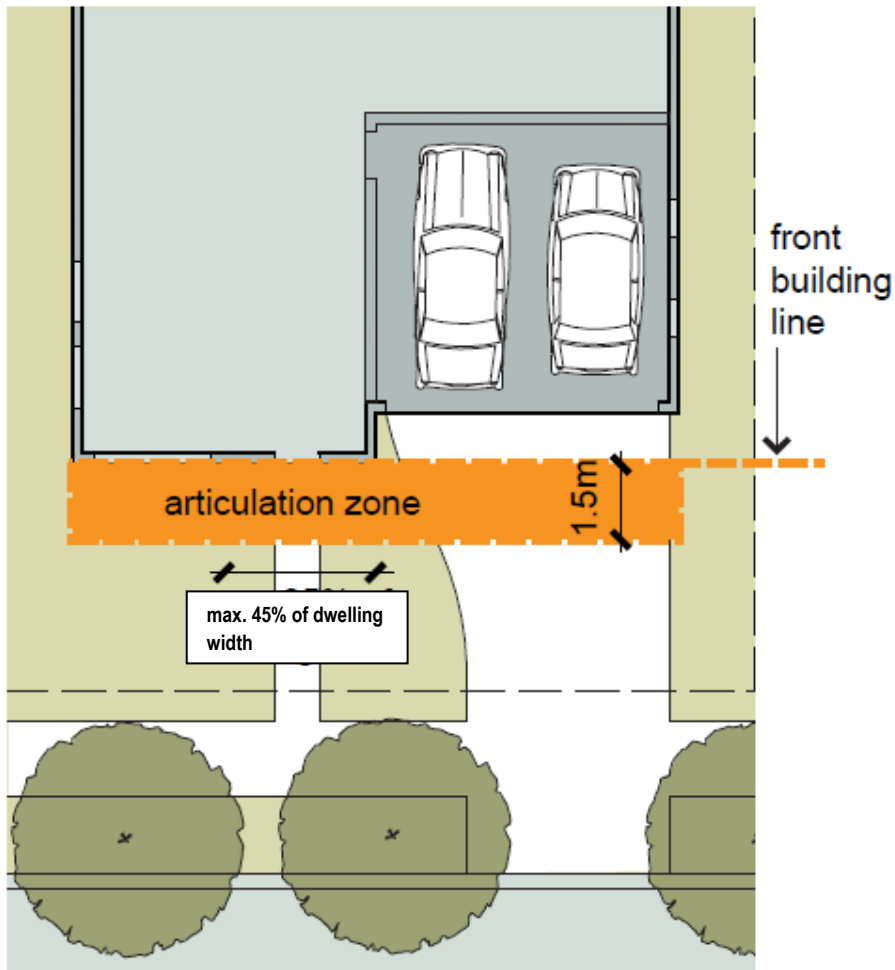 front
building
line
articulation zone
1.5m
max. 45% of dwelling
width